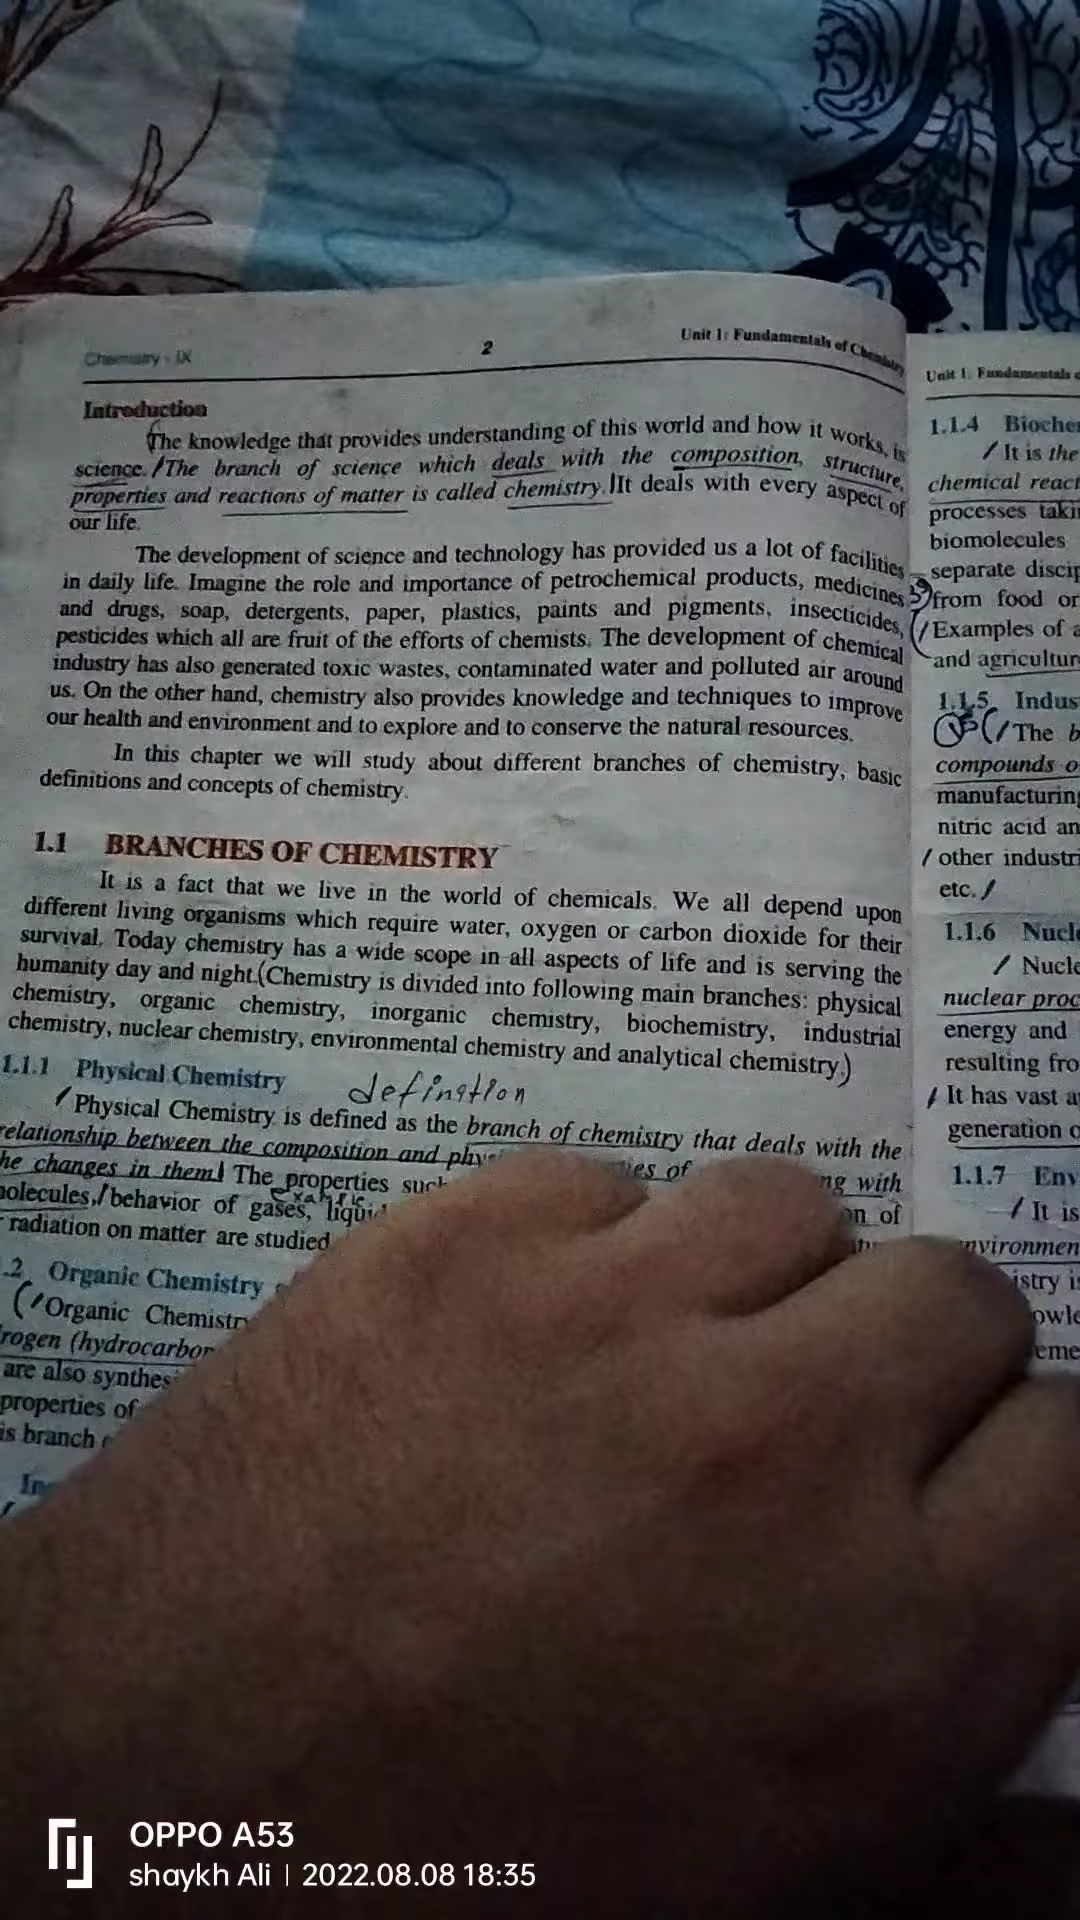 Chemistry - IX
2
Unit 1: Fundamentals of Chemistry
Introduction
The knowledge that provides understanding of this world and how it works, is
science. The branch of science which deals with the composition, structure,
properties and reactions of matter is called chemistry. It deals with every aspect of
our life.
The development of science and technology has provided us a lot of facilities
in daily life. Imagine the role and importance of petrochemical products, medicines
and drugs, soap, detergents, paper, plastics, paints and pigments, insecticides,
pesticides which all are fruit of the efforts of chemists. The development of chemical
industry has also generated toxic wastes, contaminated water and polluted air around
us. On the other hand, chemistry also provides knowledge and techniques to improve
our health and environment and to explore and to conserve the natural resources.
In this chapter we will study about different branches of chemistry, basic
definitions and concepts of chemistry.
1.1 BRANCHES OF CHEMISTRY
It is a fact that we live in the world of chemicals. We all depend upon
different living organisms which require water, oxygen or carbon dioxide for their
survival. Today chemistry has a wide scope in all aspects of life and is serving the
humanity day and night. (Chemistry is divided into following main branches: physical
chemistry, organic chemistry, inorganic chemistry, biochemistry, industrial
chemistry, nuclear chemistry, environmental chemistry and analytical chemistry.)
1.1.1 Physical Chemistry defination
Physical Chemistry is defined as the branch of chemistry that deals with the
relationship between the composition and phy ies of ng with
he changes in them. The properties such
olecules, behavior of gases, liquid on of
radiation on matter are studied
.2 Organic Chemistry
Organic Chemistr
rogen (hydrocarbon
are also synthes
properties of
is branch
Unit 1: Fundamentals
1.1.4 Bioche
It is the
chemical react
processes taki
biomolecules
separate discip
from food or
Examples of a
and agricultur
1.1.5 Indus
The b
compounds o
manufacturing
nitric acid an
other industri
etc.
1.1.6 Nucle
Nucle
nuclear proc
energy and
resulting fro
It has vast a
generation o
1.1.7 Env
It is
nvironmen
istry i
owle
eme
OPPO A53
shaykh Ali | 2022.08.08 18:35